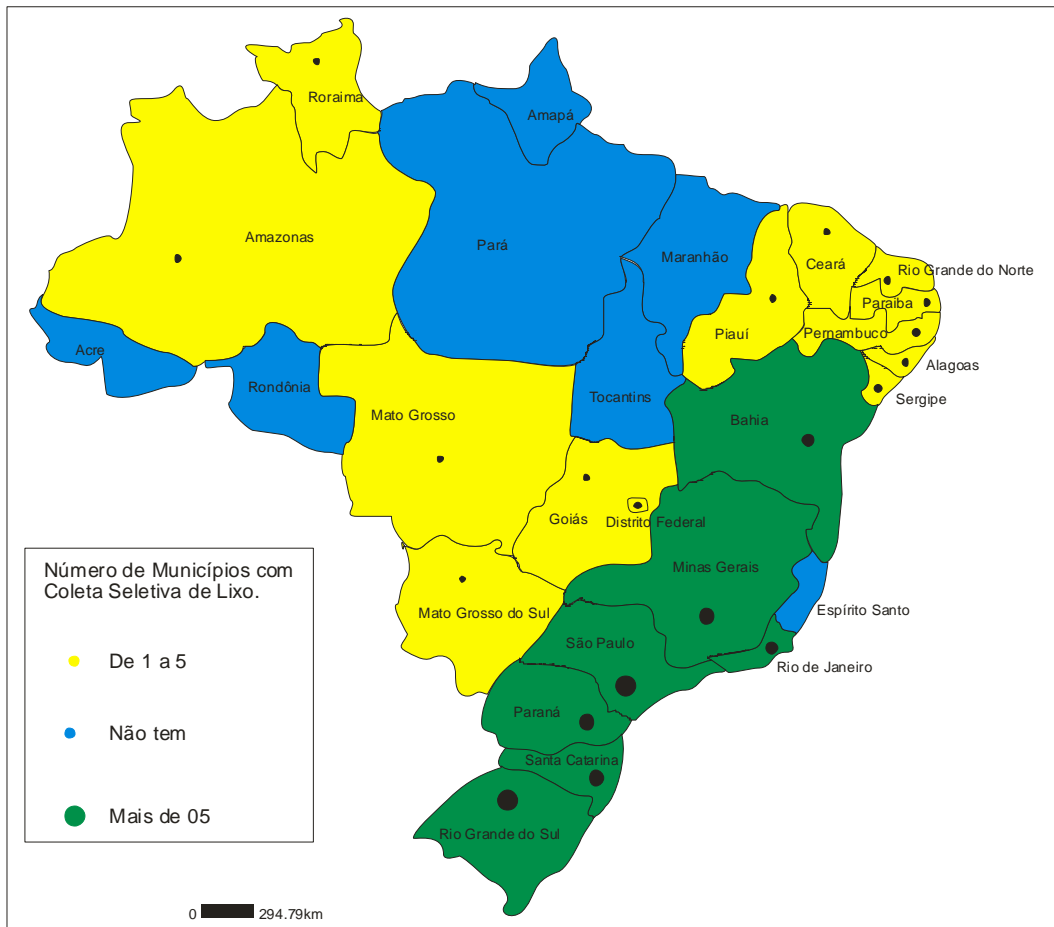 Roraima
Amapá
Amazonas
Pará
Maranhão
Ceará
Rio Grande do Norte
Paraíba
Piauí
Pernambuco
Acre
Alagoas
Rondônia
Tocantins
Sergipe
Mato Grosso
Bahia
Goiás
Distrito Federal
Minas Gerais
Mato Grosso do Sul
Espírito Santo
São Paulo
Rio de Janeiro
Paraná
Santa Catarina
Rio Grande do Sul
Número de Municípios com
Coleta Seletiva de Lixo.
De 1 a 5
Não tem
Mais de 05
0 294.79km